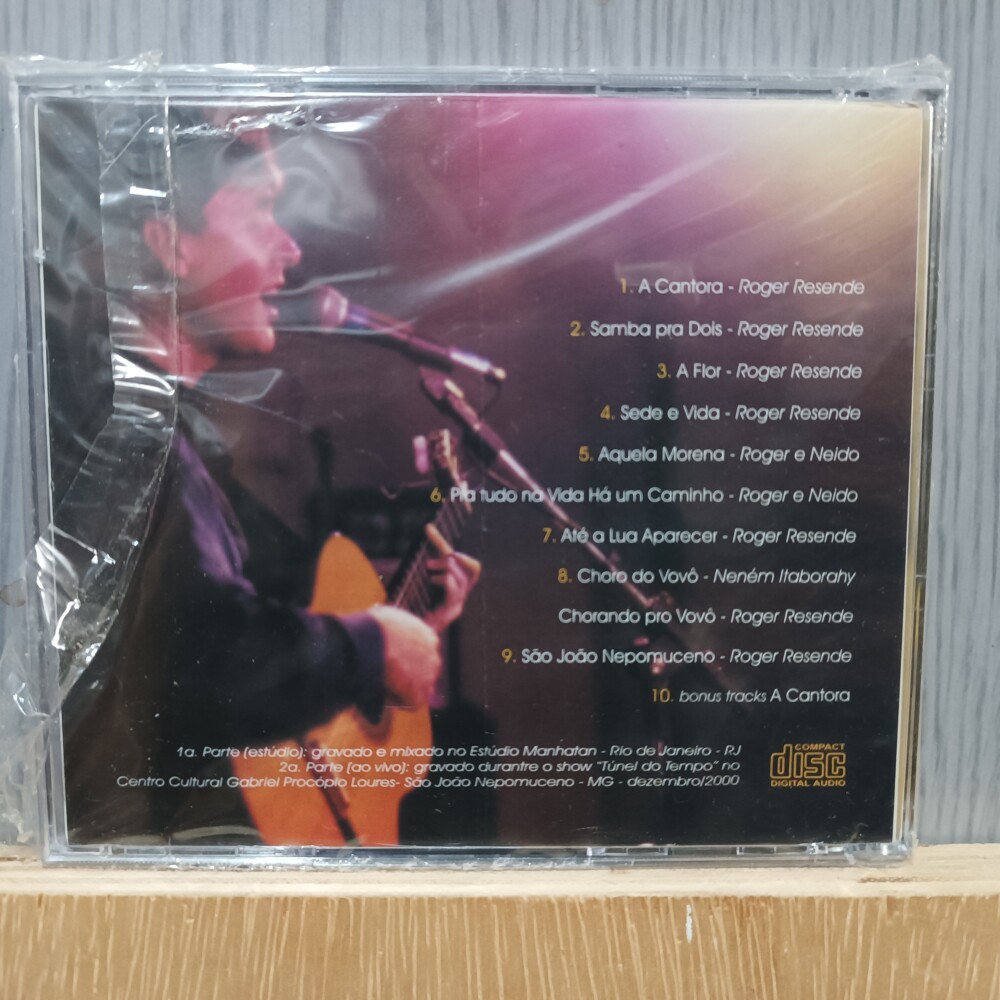 1. A Cantora - Roger Resende
2. Samba pra Dois - Roger Resende
3. A Flor - Roger Resende
4. Sede e Vida - Roger Resende
5. Aquela Morena - Roger e Neido
6. Pra tudo na Vida Há um Caminho - Roger e Neido
7. Até a Lua Aparecer - Roger Resende
8. Choro do Vovô - Neném Itaborahy
Chorando pro Vovô - Roger Resende
9. São João Nepomuceno - Roger Resende
10. bonus tracks A Cantora
1a. Parte (estúdio): gravado e mixado no Estúdio Manhatan - Rio de Janeiro - RJ
2a. Parte (ao vivo): gravado durantre o show "Túnel do Tempo" no
Centro Cultural Gabriel Procópio Loures- São João Nepomuceno - MG - dezembro/2000
COMPACT
disc
DIGITAL AUDIO